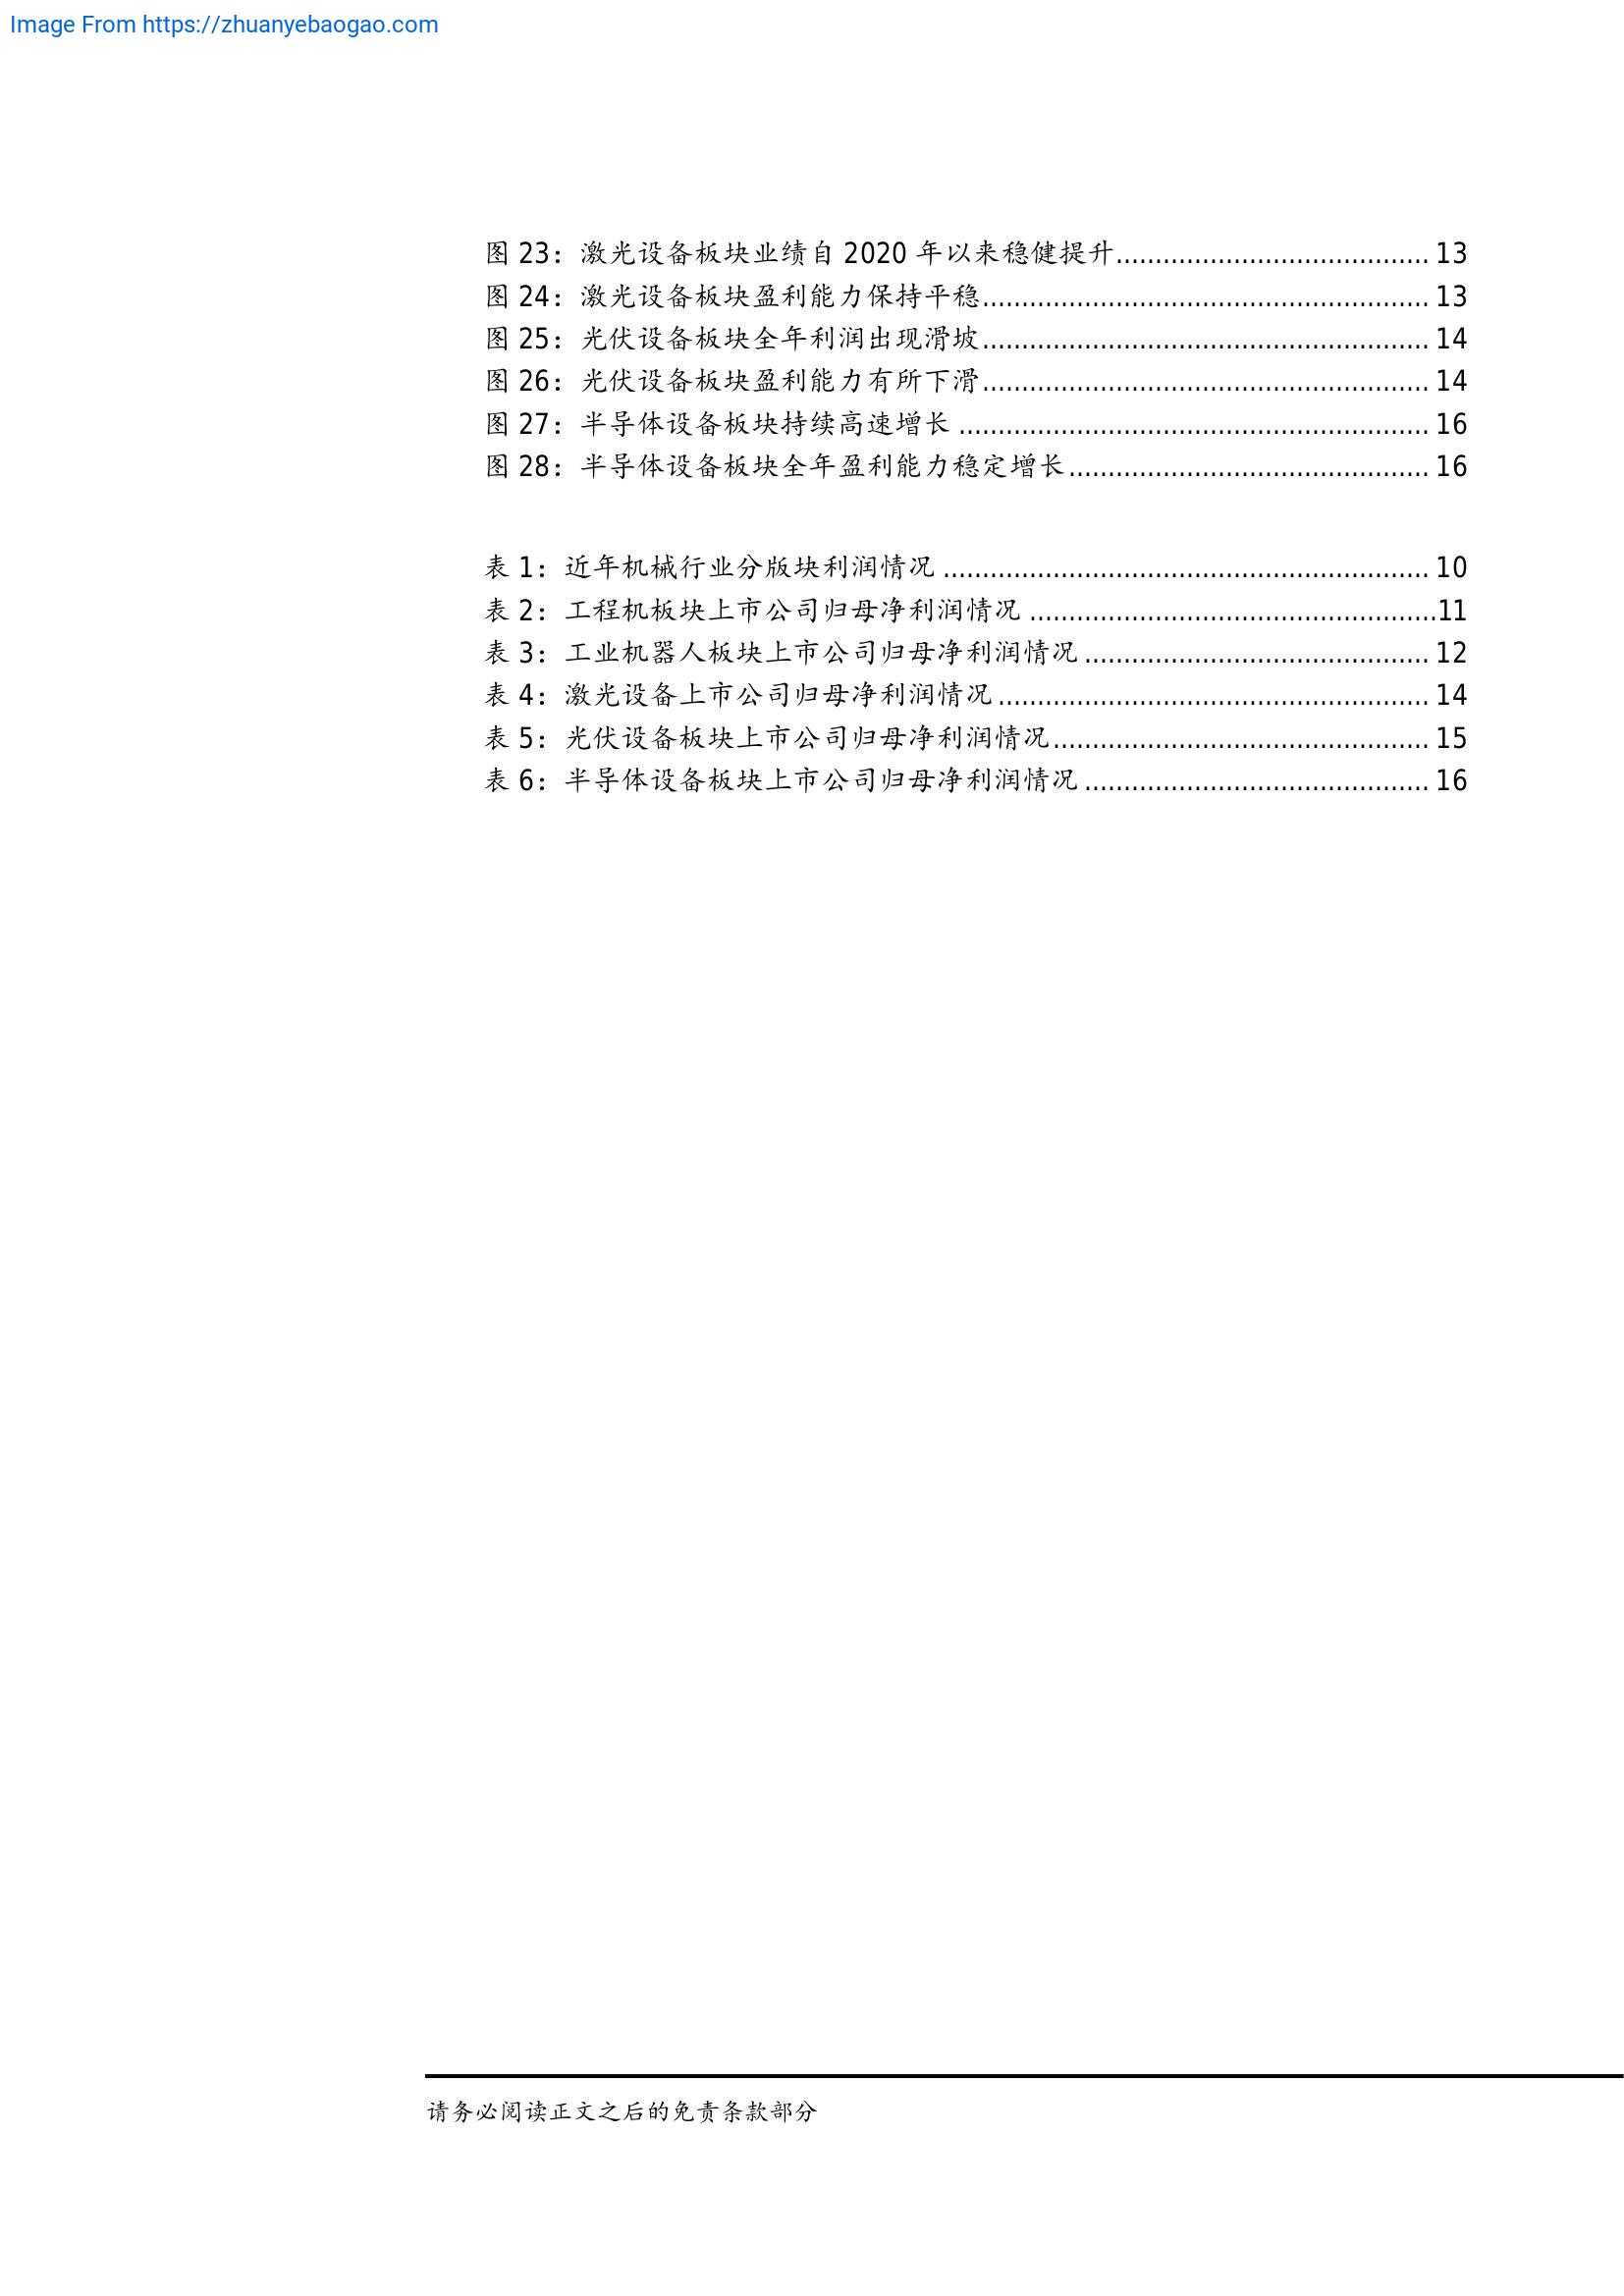 Image From https://zhuanyebaogao.com
图 23：激光设备板块业绩自 2020 年以来稳健提升........................................ 13
图 24：激光设备板块盈利能力保持平稳......................................................... 13
图 25：光伏设备板块全年利润出现滑坡......................................................... 14
图 26：光伏设备板块盈利能力有所下滑......................................................... 14
图 27：半导体设备板块持续高速增长 ............................................................ 16
图 28：半导体设备板块全年盈利能力稳定增长.............................................. 16
表 1：近年机械行业分版块利润情况 .............................................................. 10
表 2：工程机板块上市公司归母净利润情况 ....................................................11
表 3：工业机器人板块上市公司归母净利润情况 ............................................ 12
表 4：激光设备上市公司归母净利润情况 ....................................................... 14
表 5：光伏设备板块上市公司归母净利润情况................................................ 15
表 6：半导体设备板块上市公司归母净利润情况 ............................................ 16
请务必阅读正文之后的免责条款部分